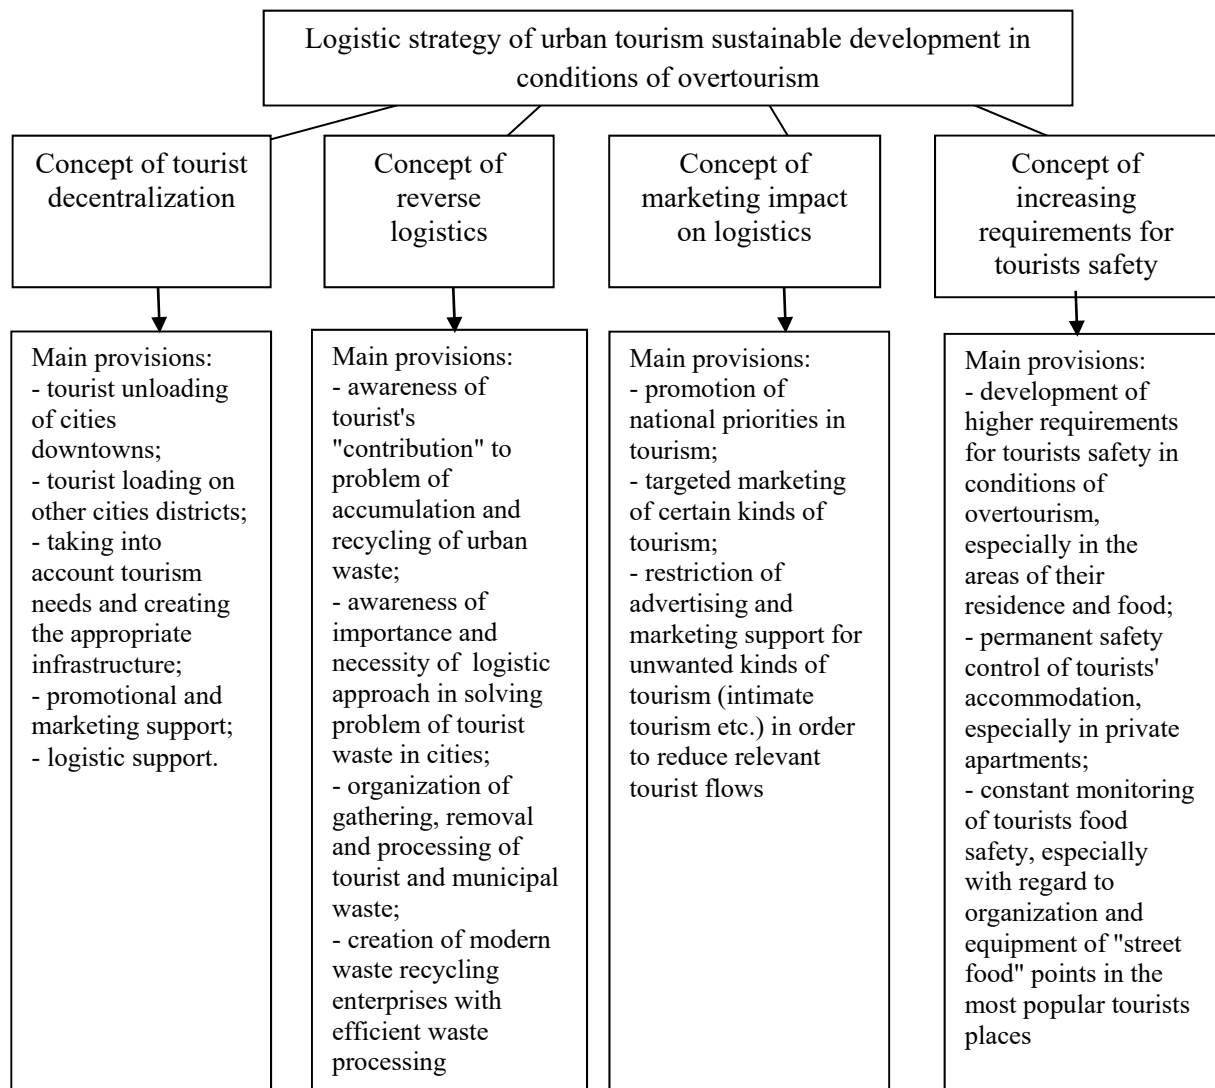 Logistic strategy of urban tourism sustainable development in
conditions of overtourism
Concept of tourist
decentralization
Concept of
reverse
logistics
Concept of
marketing impact
on logistics
Concept of
increasing
requirements for
tourists safety
Main provisions:
- tourist unloading
of cities
downtowns;
- tourist loading on
other cities districts;
- taking into
account tourism
needs and creating
the appropriate
infrastructure;
- promotional and
marketing support;
- logistic support.
Main provisions:
- awareness of
tourist's
"contribution" to
problem of
accumulation and
recycling of urban
waste;
- awareness of
importance and
necessity of  logistic
approach in solving
problem of tourist
waste in cities;
- organization of
gathering, removal
and processing of
tourist and municipal
waste;
- creation of modern
waste recycling
enterprises with
efficient waste
processing
Main provisions:
- promotion of
national priorities in
tourism;
- targeted marketing
of certain kinds of
tourism;
- restriction of
advertising and
marketing support for
unwanted kinds of
tourism (intimate
tourism etc.) in order
to reduce relevant
tourist flows
Main provisions:
- development of
higher requirements
for tourists safety in
conditions of
overtourism,
especially in the
areas of their
residence and food;
- permanent safety
control of tourists'
accommodation,
especially in private
apartments;
- constant monitoring
of tourists food
safety, especially
with regard to
organization and
equipment of "street
food" points in the
most popular tourists
places